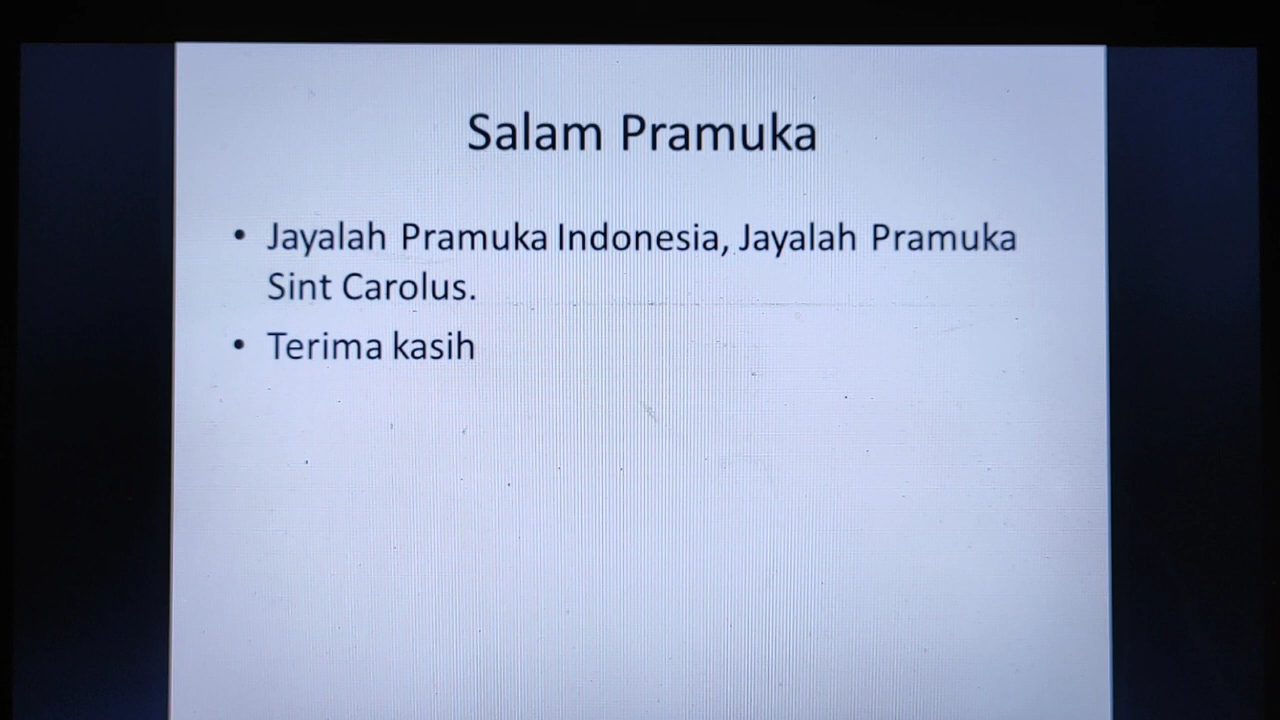 Salam Pramuka
• Jayalah Pramuka Indonesia, Jayalah Pramuka
Sint Carolus.
• Terima kasih